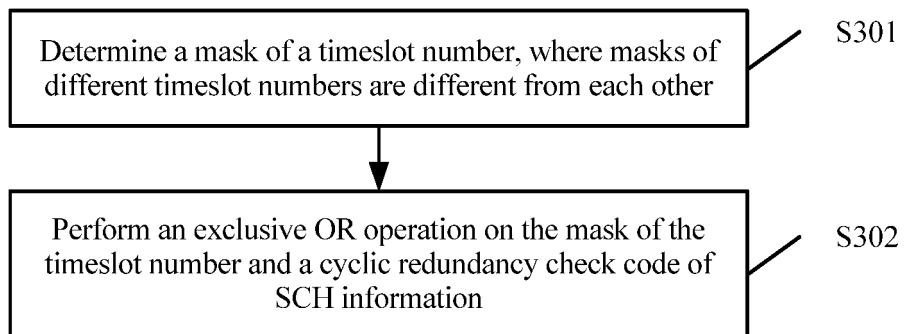 Determine a mask of a timeslot number, where masks of
different timeslot numbers are different from each other
S301
Perform an exclusive OR operation on the mask of the
timeslot number and a cyclic redundancy check code of
SCH information
S302